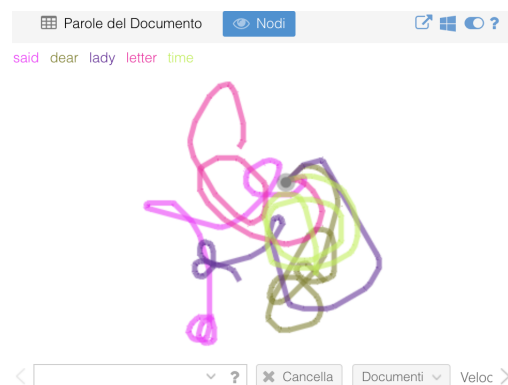 Parole del Documento Nodi ?
said dear lady letter time
? Cancella Documenti Veloc